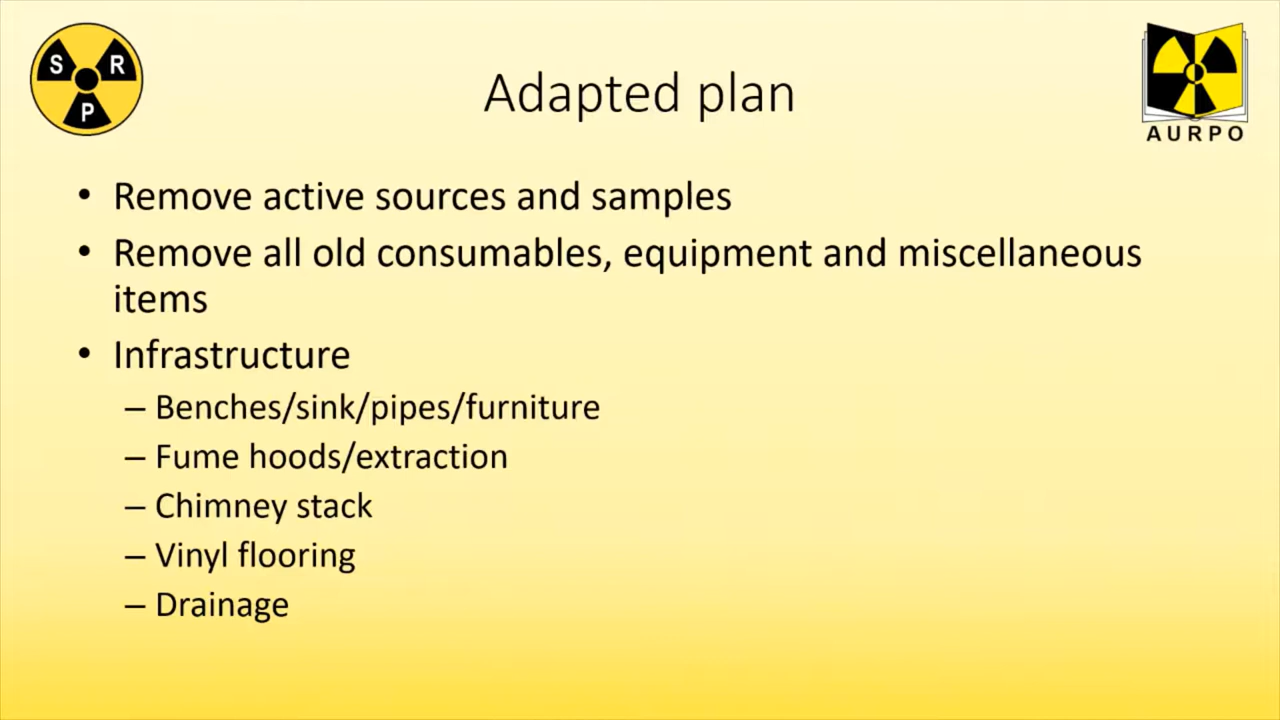 S R
P
Adapted plan
AURPO
• Remove active sources and samples
• Remove all old consumables, equipment and miscellaneous
items
• Infrastructure
– Benches/sink/pipes/furniture
– Fume hoods/extraction
– Chimney stack
– Vinyl flooring
– Drainage